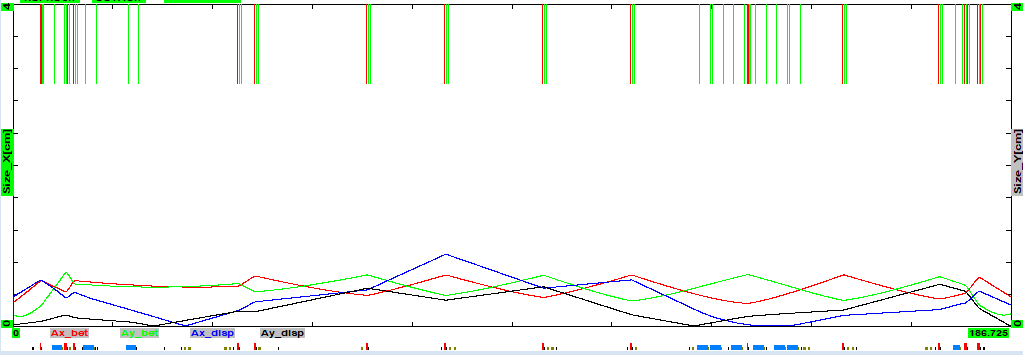 4 4
Size_X[cm] Size_Y[cm]
0 0
0 Ax_bet Ay_bet Ax_disp Ay_disp 186.725